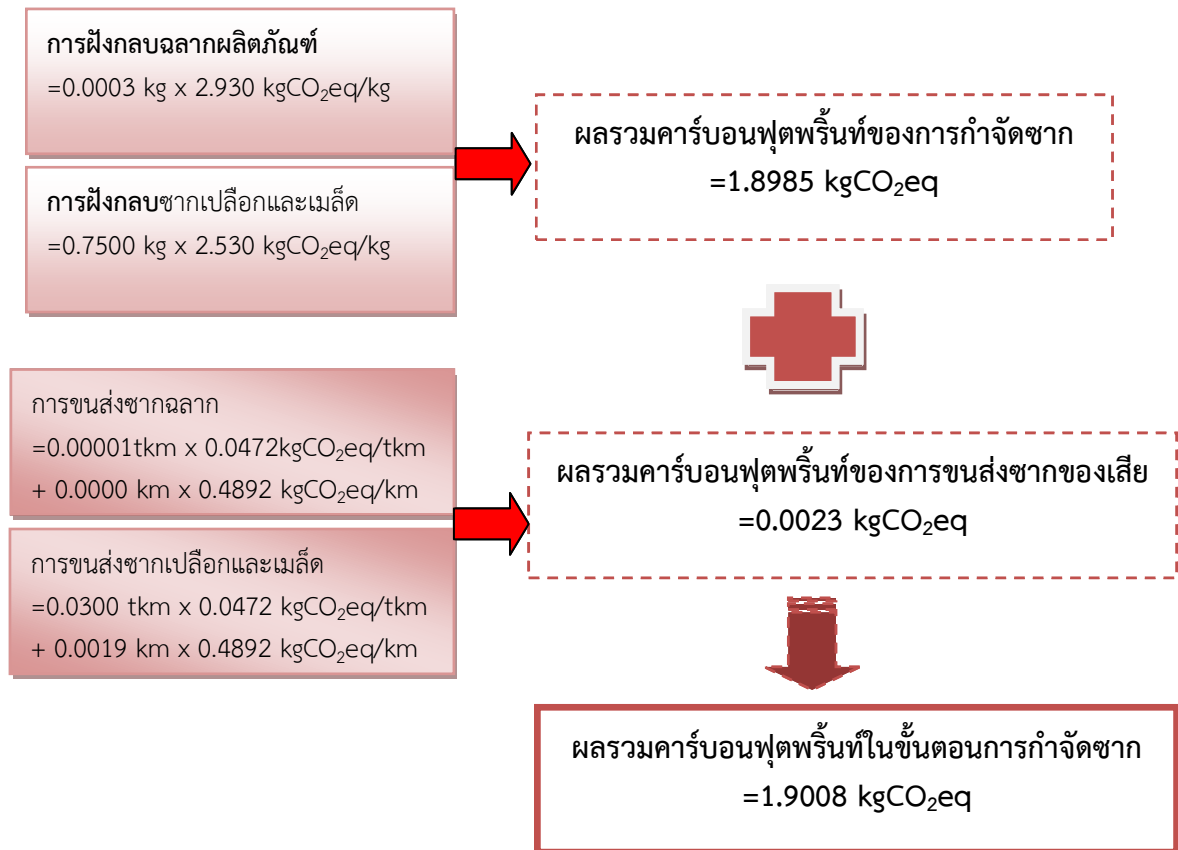 การฝังกลบฉลากผลิตภัณฑ์
=0.0003 kg x 2.930 kgCO₂eq/kg
การฝังกลบซากเปลือกและเมล็ด
=0.7500 kg x 2.530 kgCO₂eq/kg
ผลรวมคาร์บอนฟุตพริ้นท์ของการกำจัดซาก
=1.8985 kgCO₂eq
การขนส่งซากฉลาก
=0.00001tkm x 0.0472kgCO₂eq/tkm
+ 0.0000 km x 0.4892 kgCO₂eq/km
การขนส่งซากเปลือกและเมล็ด
=0.0300 tkm x 0.0472 kgCO₂eq/tkm
+ 0.0019 km x 0.4892 kgCO₂eq/km
ผลรวมคาร์บอนฟุตพริ้นท์ของการขนส่งซากของเสีย
=0.0023 kgCO₂eq
ผลรวมคาร์บอนฟุตพริ้นท์ในขั้นตอนการกำจัดซาก
=1.9008 kgCO₂eq